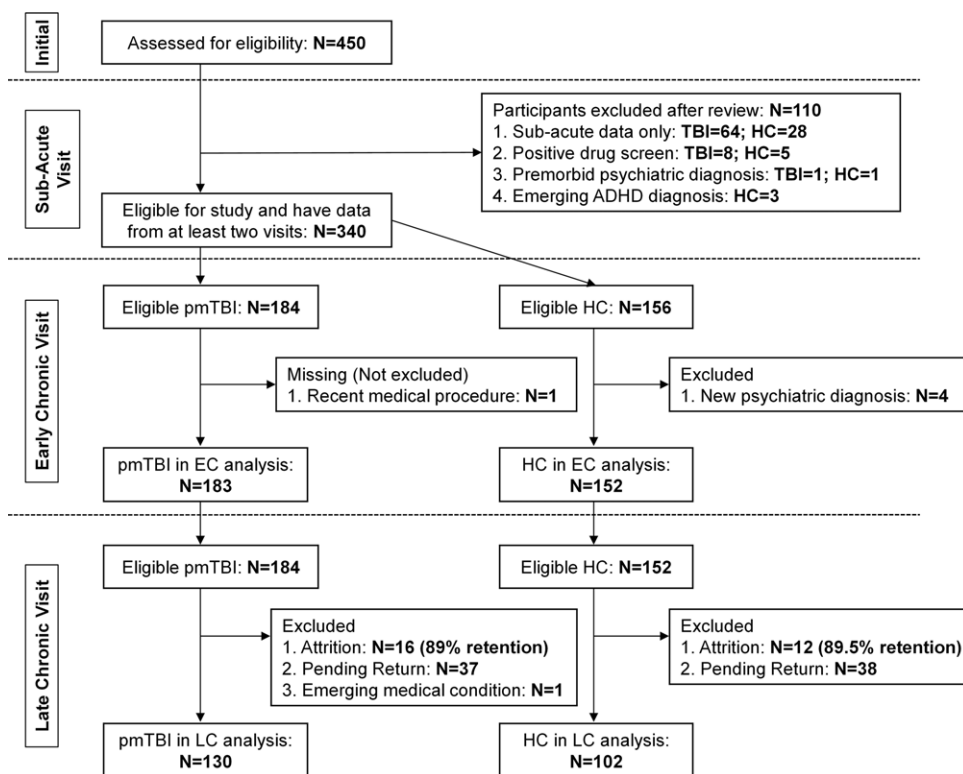 Initial
Assessed for eligibility: N=450
Sub-Acute
Visit
Participants excluded after review: N=110
1. Sub-acute data only: TBI=64; HC=28
2. Positive drug screen: TBI=8; HC=5
3. Premorbid psychiatric diagnosis: TBI=1; HC=1
4. Emerging ADHD diagnosis: HC=3
Eligible for study and have data
from at least two visits:
N=340
Early Chronic Visit
Eligible pmTBI: N=184
Eligible HC: N=156
Missing (Not excluded)
1. Recent medical procedure: N=1
Excluded
1. New psychiatric diagnosis: N=4
pmTBI in EC analysis:
N=183
HC in EC analysis:
N=152
Late Chronic Visit
Eligible pmTBI: N=184
Eligible HC: N=152
Excluded
1. Attrition: N=16 (89% retention)
2. Pending Return: N=37
3. Emerging medical condition: N=1
Excluded
1. Attrition: N=12 (89.5% retention)
2. Pending Return: N=38
pmTBI in LC analysis:
N=130
HC in LC analysis:
N=102